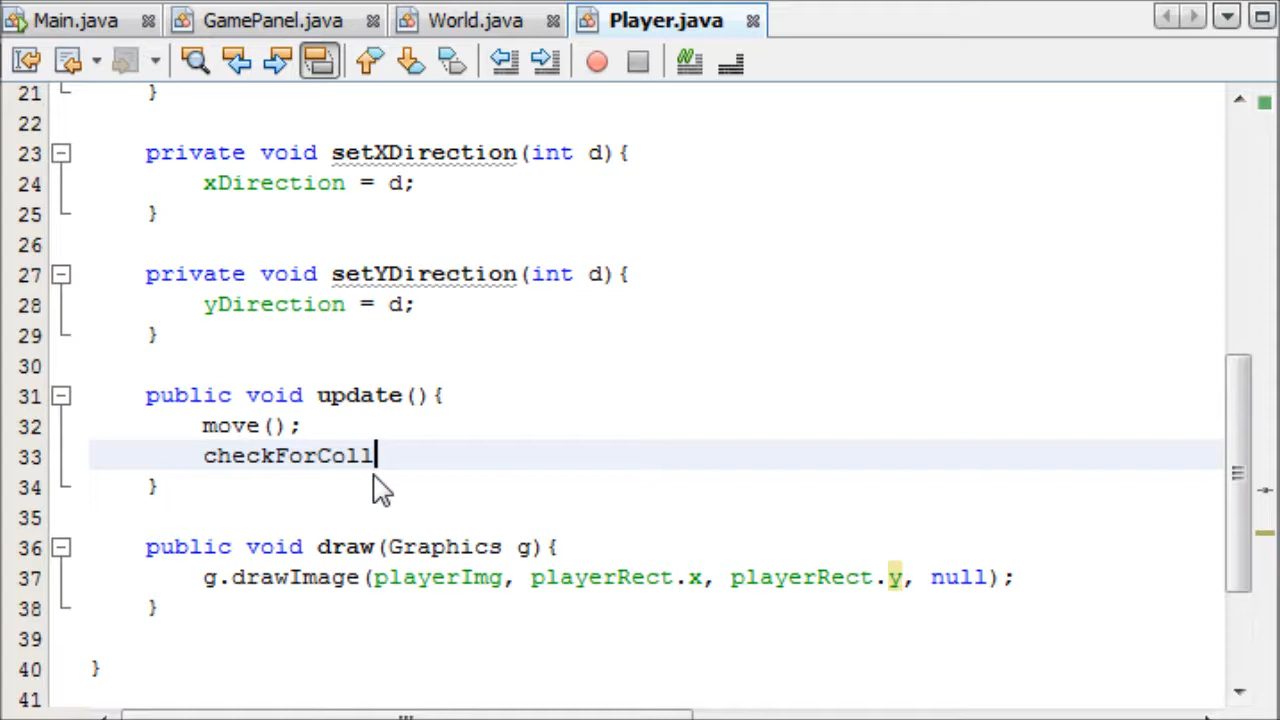 Main.java GamePanel.java World.java Player.java
21 }
22
23 private void setXDirection(int d){
24 xDirection = d;
25 }
26
27 private void setYDirection(int d){
28 yDirection = d;
29 }
30
31 public void update(){
32 move();
33 checkForColl
34 }
35
36 public void draw(Graphics g){
37 g.drawImage(playerImg, playerRect.x, playerRect.y, null);
38 }
39
40 }
41